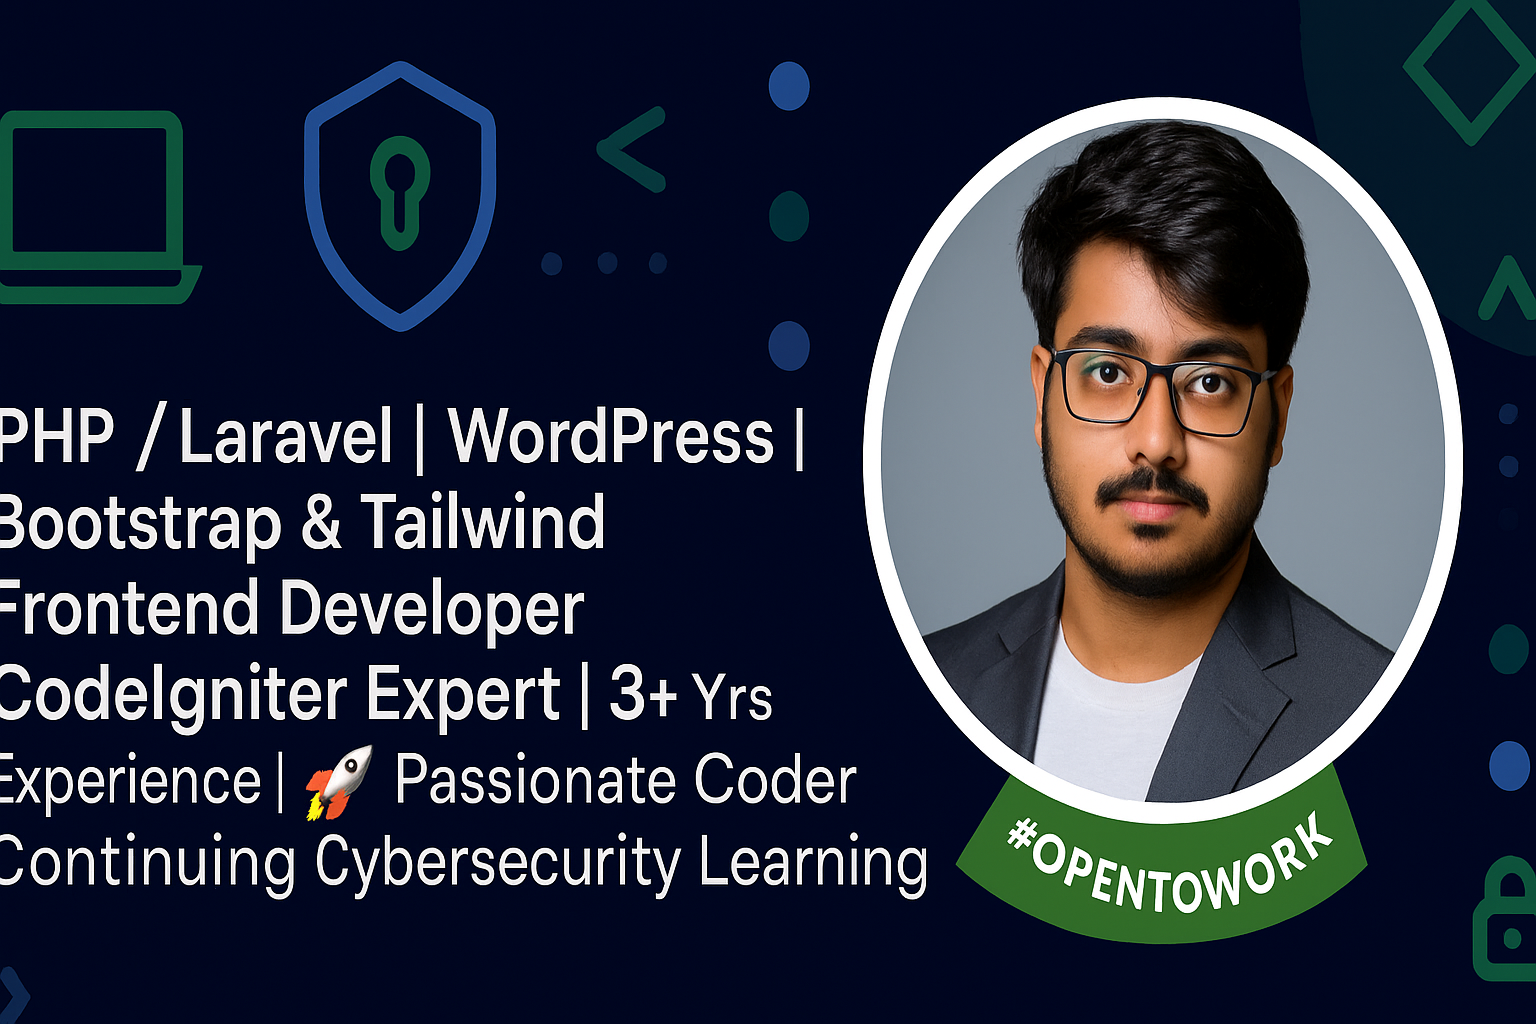 PHP / Laravel | WordPress |
Bootstrap & Tailwind
Frontend Developer
CodeIgniter Expert | 3+ Yrs
Experience | 🚀 Passionate Coder
Continuing Cybersecurity Learning
#OPENTOWORK